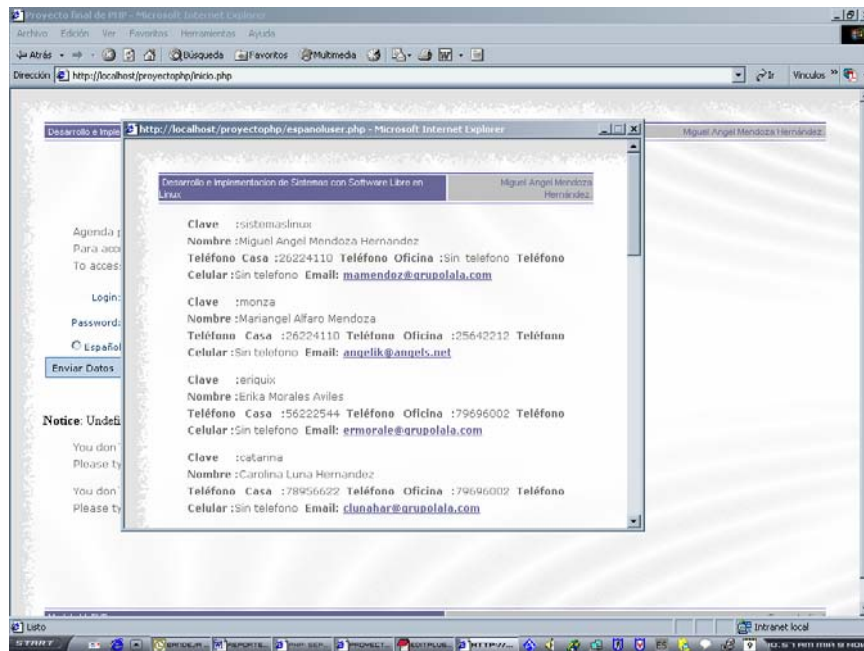 Proyecto final de PHP - Microsoft Internet Explorer
Archivo Edición Ver Favoritos Herramientas Ayuda
Atrás Búsqueda Favoritos Multimedia
Dirección http://localhost/proyectophp/inicio.php Ir Vínculos »
Desarrollo e Imple
Miguel Angel Mendoza Hernández.
http://localhost/proyectophp/espanoluser.php - Microsoft Internet Explorer
Desarrollo e Implementacion de Sistemas con Software Libre en
Linux
Miguel Angel Mendoza
Hernández.
Clave :sistemaslinux
Nombre :Miguel Angel Mendoza Hernandez
Teléfono Casa :26224110 Teléfono Oficina :Sin telefono Teléfono
Celular :Sin telefono Email: mamendoz@grupolala.com
Clave :monza
Nombre :Mariangel Alfaro Mendoza
Teléfono Casa :26224110 Teléfono Oficina :25642212 Teléfono
Celular :Sin telefono Email: angelik@angels.net
Clave :eriquix
Nombre :Erika Morales Aviles
Teléfono Casa :56222544 Teléfono Oficina :79696002 Teléfono
Celular :Sin telefono Email: ermorale@grupolala.com
Clave :catarina
Nombre :Carolina Luna Hernandez
Teléfono Casa :78956622 Teléfono Oficina :79696002 Teléfono
Celular :Sin telefono Email: clunahar@grupolala.com
Agenda
Para acc
To acces
Login:
Password:
Español
Enviar Datos
Notice: Undefi
You don'
Please ty
You don'
Please ty
Listo
Intranet local
START